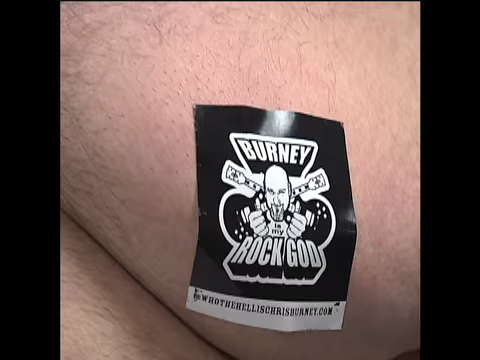 BURNEY
is
my
ROCK GOD
WHOTHEHELLISCHRISBURNEY.COM